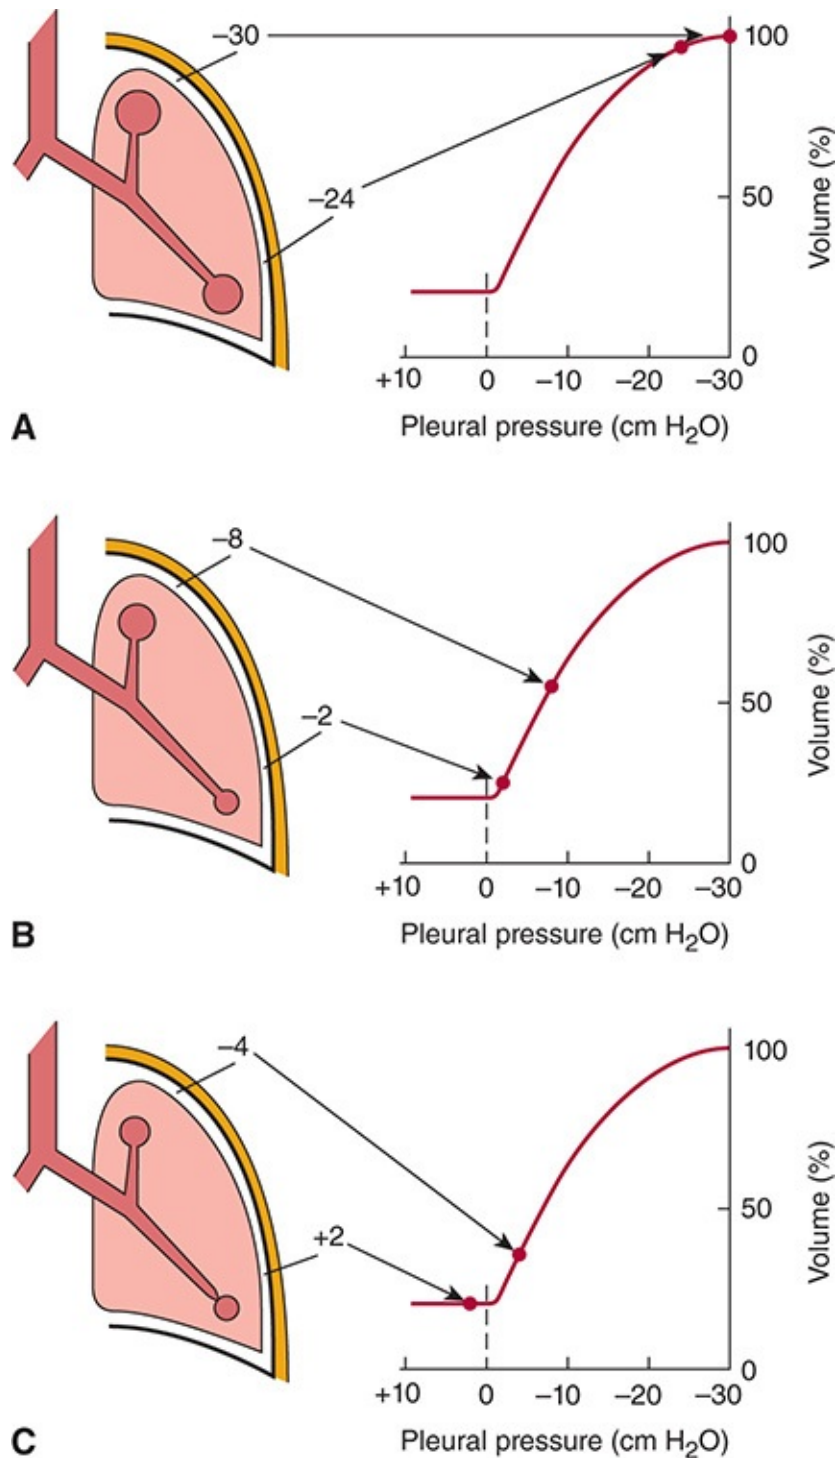 –30
–24
100
50
0
Volume (%)
+10 0 –10 –20 –30
Pleural pressure (cm H₂O)
A
–8
–2
100
50
0
Volume (%)
+10 0 –10 –20 –30
Pleural pressure (cm H₂O)
B
–4
+2
100
50
0
Volume (%)
+10 0 –10 –20 –30
Pleural pressure (cm H₂O)
C